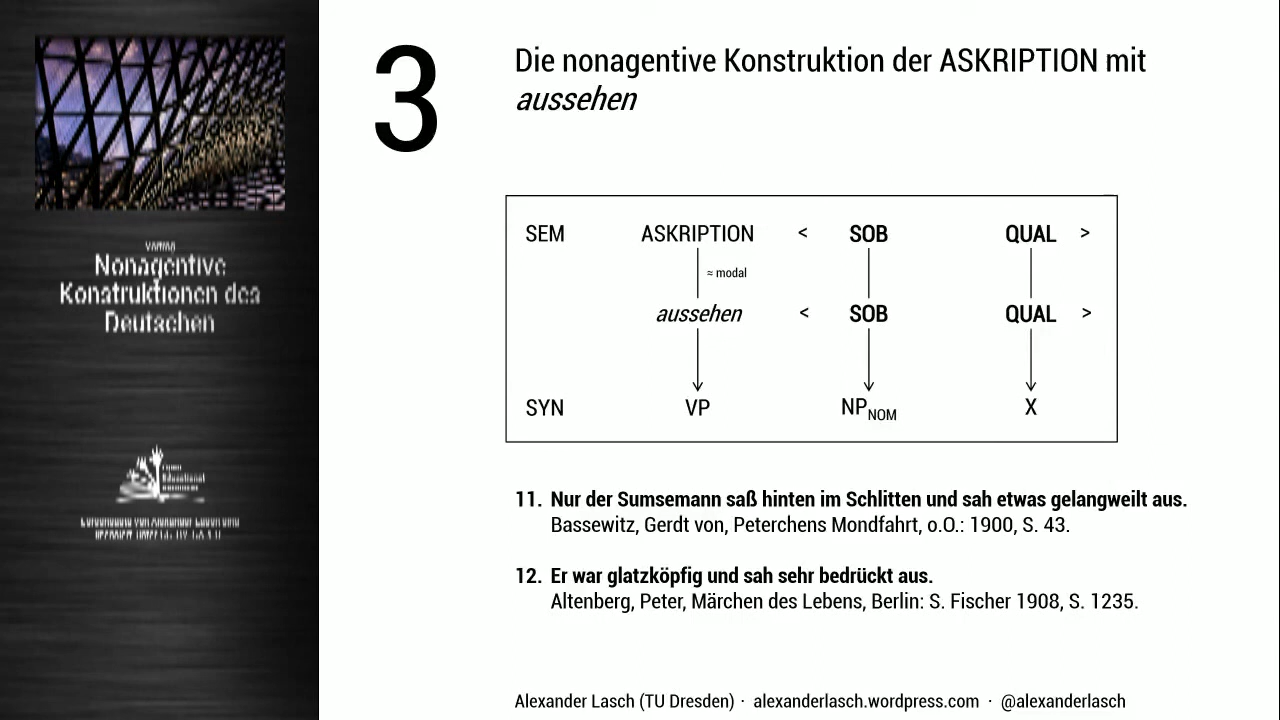 3
Die nonagentive Konstruktion der ASKRIPTION mit
aussehen
Vortrag
Nonagentive
Konstruktionen des
Deutschen
SEM ASKRIPTION < SOB QUAL >
≈ modal
aussehen < SOB QUAL >
SYN VP NP NOM X
11. Nur der Sumsemann saß hinten im Schlitten und sah etwas gelangweilt aus.
Bassewitz, Gerdt von, Peterchens Mondfahrt, o.O.: 1900, S. 43.
12. Er war glatzköpfig und sah sehr bedrückt aus.
Altenberg, Peter, Märchen des Lebens, Berlin: S. Fischer 1908, S. 1235.
Alexander Lasch (TU Dresden) · alexanderlasch.wordpress.com · @alexanderlasch